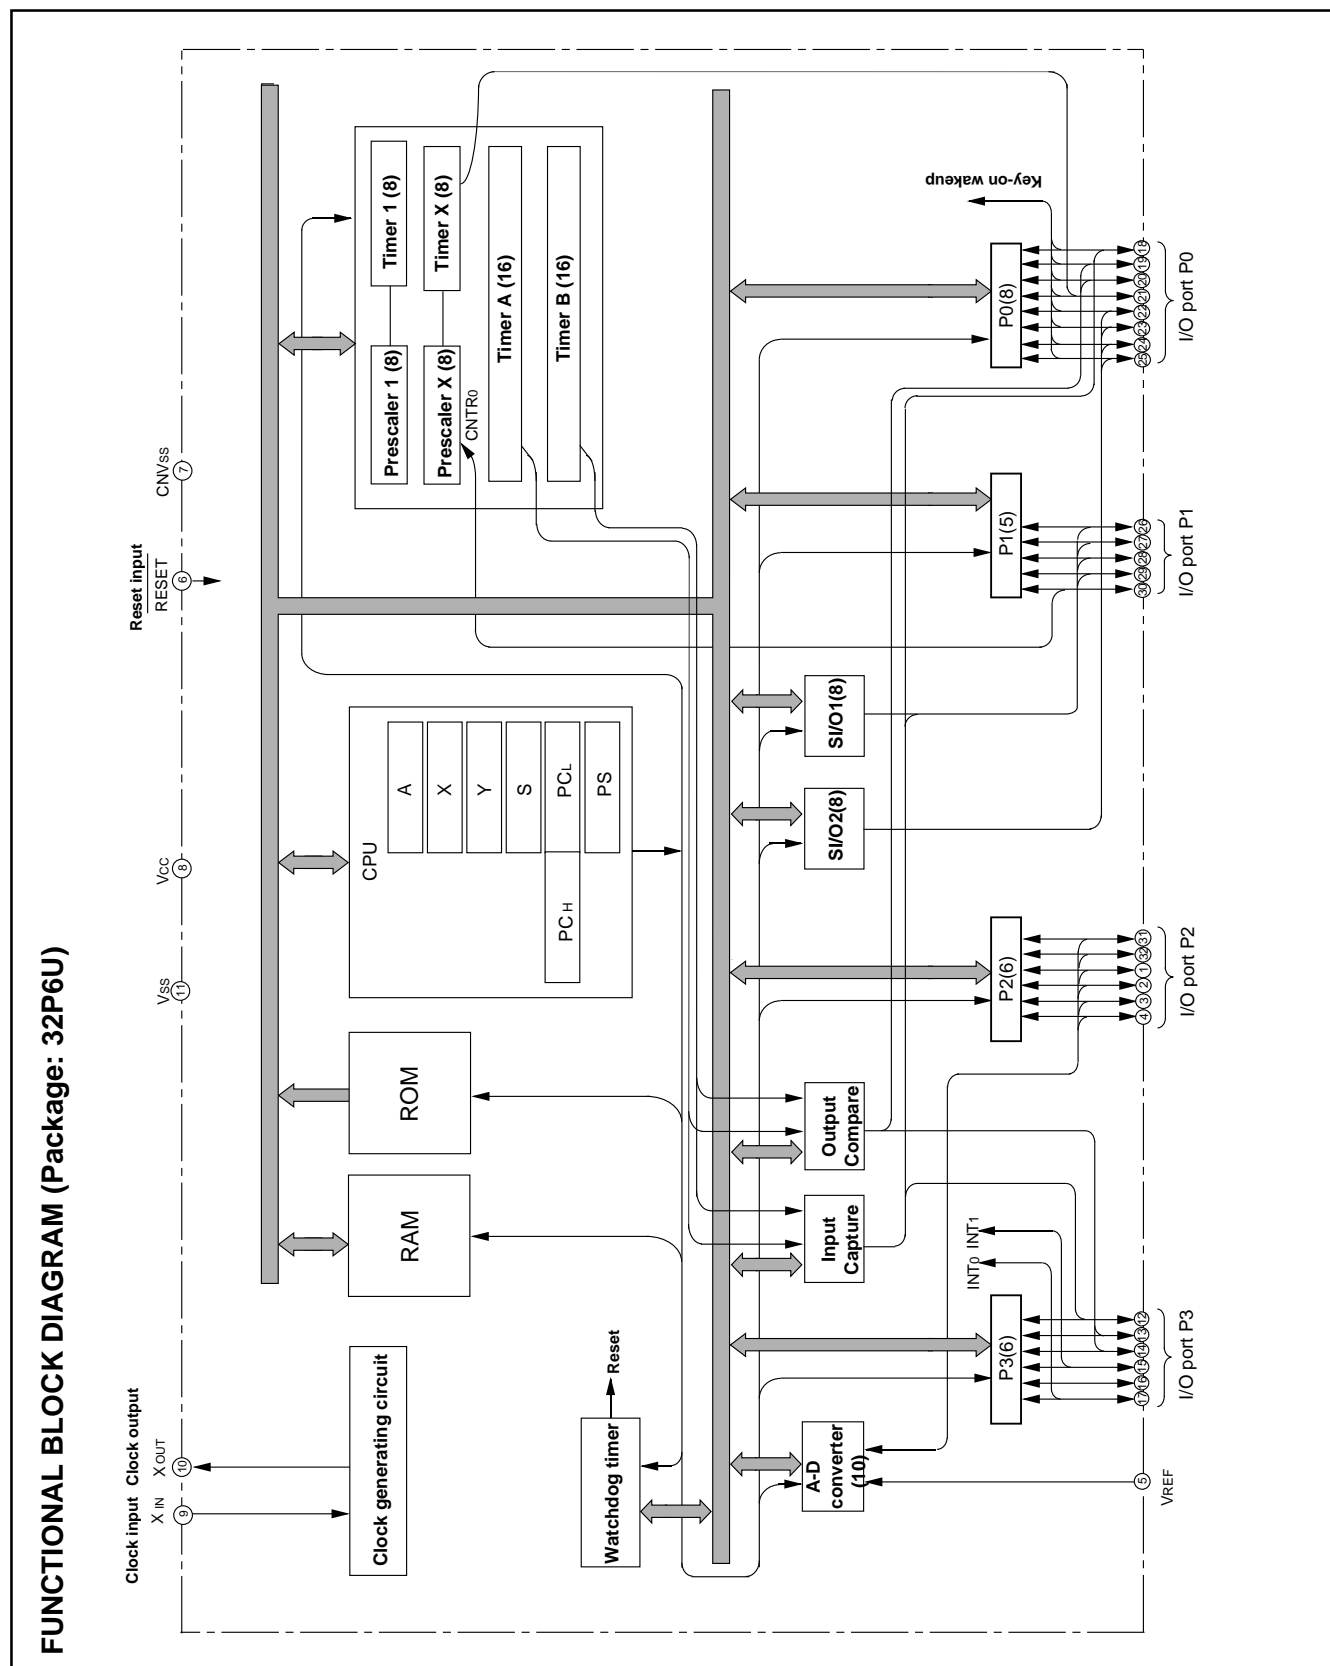 FUNCTIONAL BLOCK DIAGRAM (Package: 32P6U)
Clock input
X IN
9
Clock output
X OUT
10
VSS
11
VCC
8
Reset input
RESET
6
CNVSS
7
Clock generating circuit
RAM
ROM
CPU
A
X
Y
S
PCH
PCL
PS
Prescaler 1 (8)
Timer 1 (8)
Prescaler X (8)
Timer X (8)
CNTR0
Timer A (16)
Timer B (16)
Watchdog timer
Reset
A-D
converter
(10)
Input
Capture
Output
Compare
SI/O2(8)
SI/O1(8)
INT0
INT1
Key-on wakeup
P3(6)
P2(6)
P1(5)
P0(8)
VREF
5
17
16
15
14
13
12
I/O port P3
4
3
2
1
32
31
I/O port P2
30
29
28
27
26
I/O port P1
25
24
23
22
21
20
19
18
I/O port P0